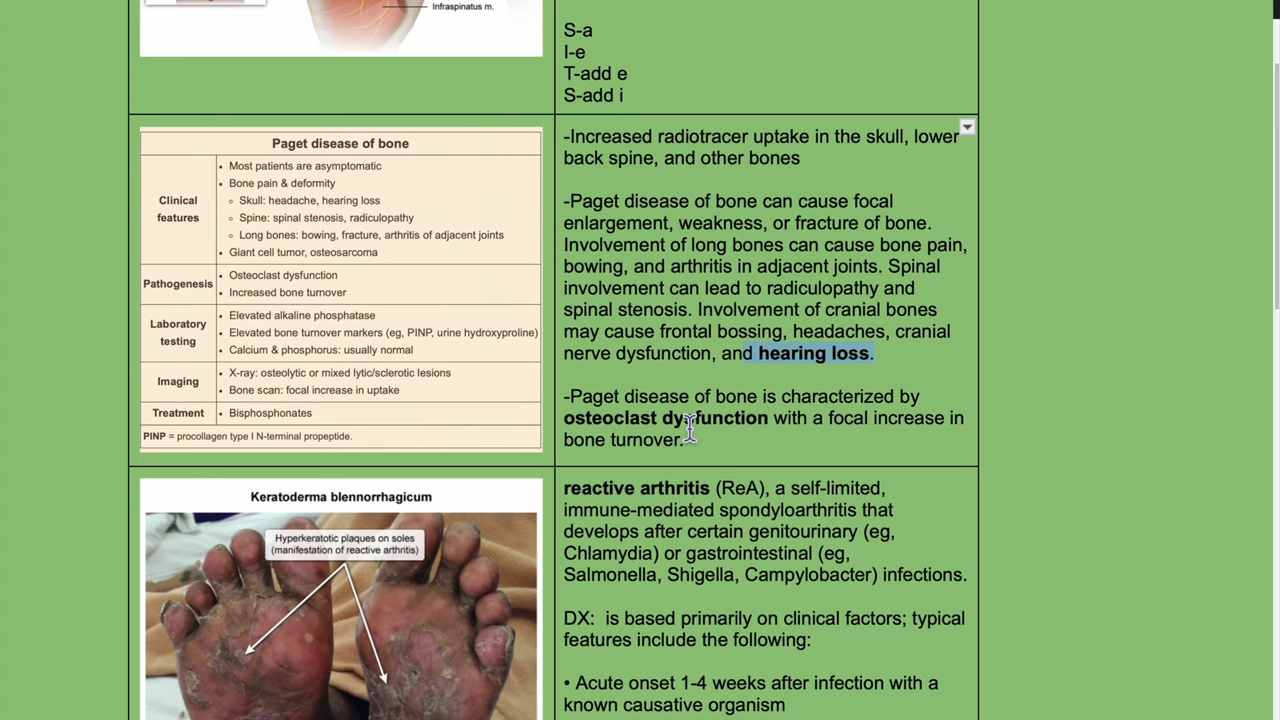 Infraspinatus m.
S-a
I-e
T-add e
S-add i
Paget disease of bone
Clinical features
• Most patients are asymptomatic
• Bone pain & deformity
◦ Skull: headache, hearing loss
◦ Spine: spinal stenosis, radiculopathy
◦ Long bones: bowing, fracture, arthritis of adjacent joints
• Giant cell tumor, osteosarcoma
Pathogenesis
• Osteoclast dysfunction
• Increased bone turnover
Laboratory testing
• Elevated alkaline phosphatase
• Elevated bone turnover markers (eg, PINP, urine hydroxyproline)
• Calcium & phosphorus: usually normal
Imaging
• X-ray: osteolytic or mixed lytic/sclerotic lesions
• Bone scan: focal increase in uptake
Treatment
• Bisphosphonates
PINP = procollagen type I N-terminal propeptide.
-Increased radiotracer uptake in the skull, lower
back spine, and other bones
-Paget disease of bone can cause focal
enlargement, weakness, or fracture of bone.
Involvement of long bones can cause bone pain,
bowing, and arthritis in adjacent joints. Spinal
involvement can lead to radiculopathy and
spinal stenosis. Involvement of cranial bones
may cause frontal bossing, headaches, cranial
nerve dysfunction, and hearing loss.
-Paget disease of bone is characterized by
osteoclast dysfunction with a focal increase in
bone turnover.
Keratoderma blennorrhagicum
Hyperkeratotic plaques on soles
(manifestation of reactive arthritis)
reactive arthritis (ReA), a self-limited,
immune-mediated spondyloarthritis that
develops after certain genitourinary (eg,
Chlamydia) or gastrointestinal (eg,
Salmonella, Shigella, Campylobacter) infections.
DX:  is based primarily on clinical factors; typical
features include the following:
• Acute onset 1-4 weeks after infection with a
known causative organism